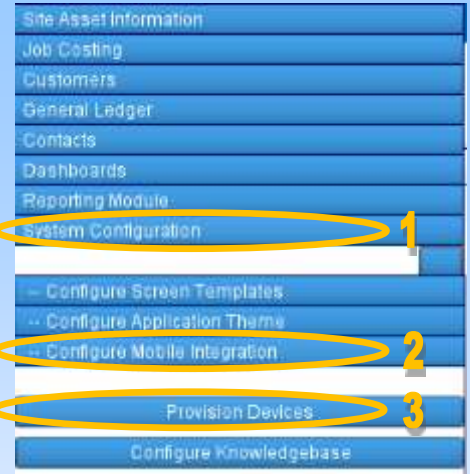 Site Asset Information
Job Costing
Customers
General Ledger
Contacts
Dashboards
Reporting Module
System Configuration 1
-- Configure Screen Templates
-- Configure Application Theme
-- Configure Mobile Integration 2
Provision Devices 3
Configure Knowledgebase